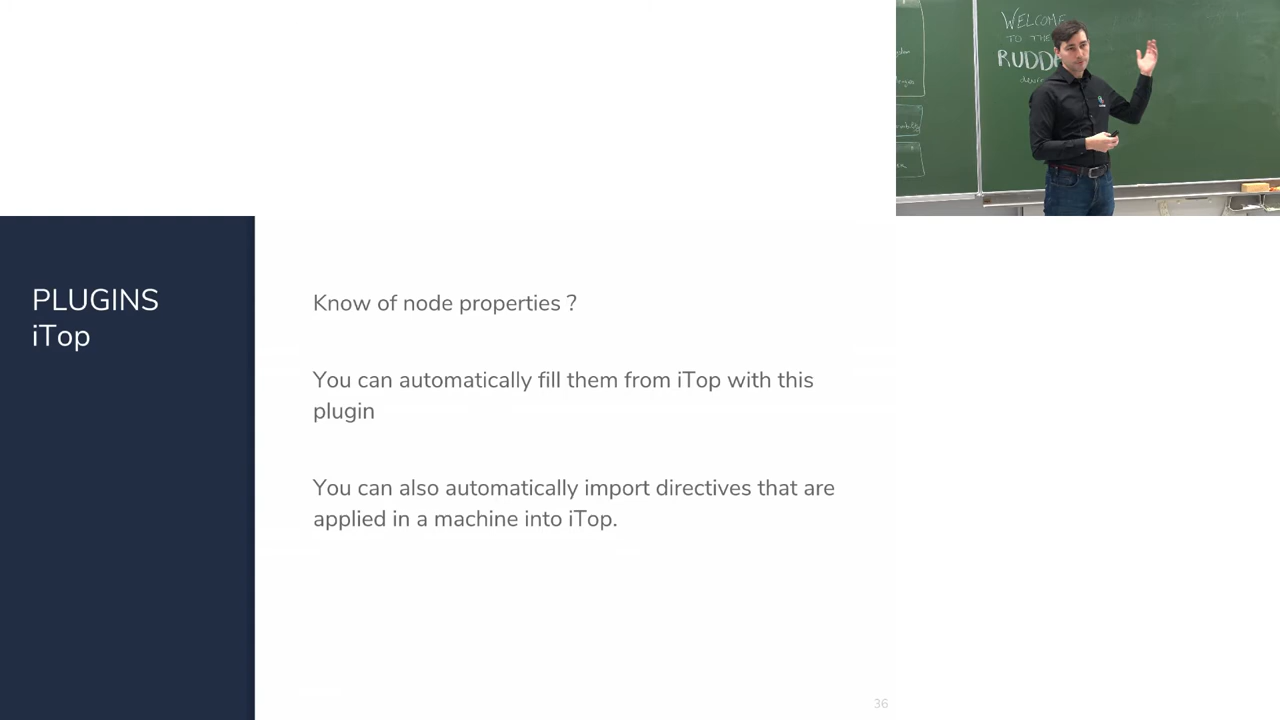 WELCOME
TO THE
PLUGINS
iTop
Know of node properties ?
You can automatically fill them from iTop with this
plugin
You can also automatically import directives that are
applied in a machine into iTop.
36